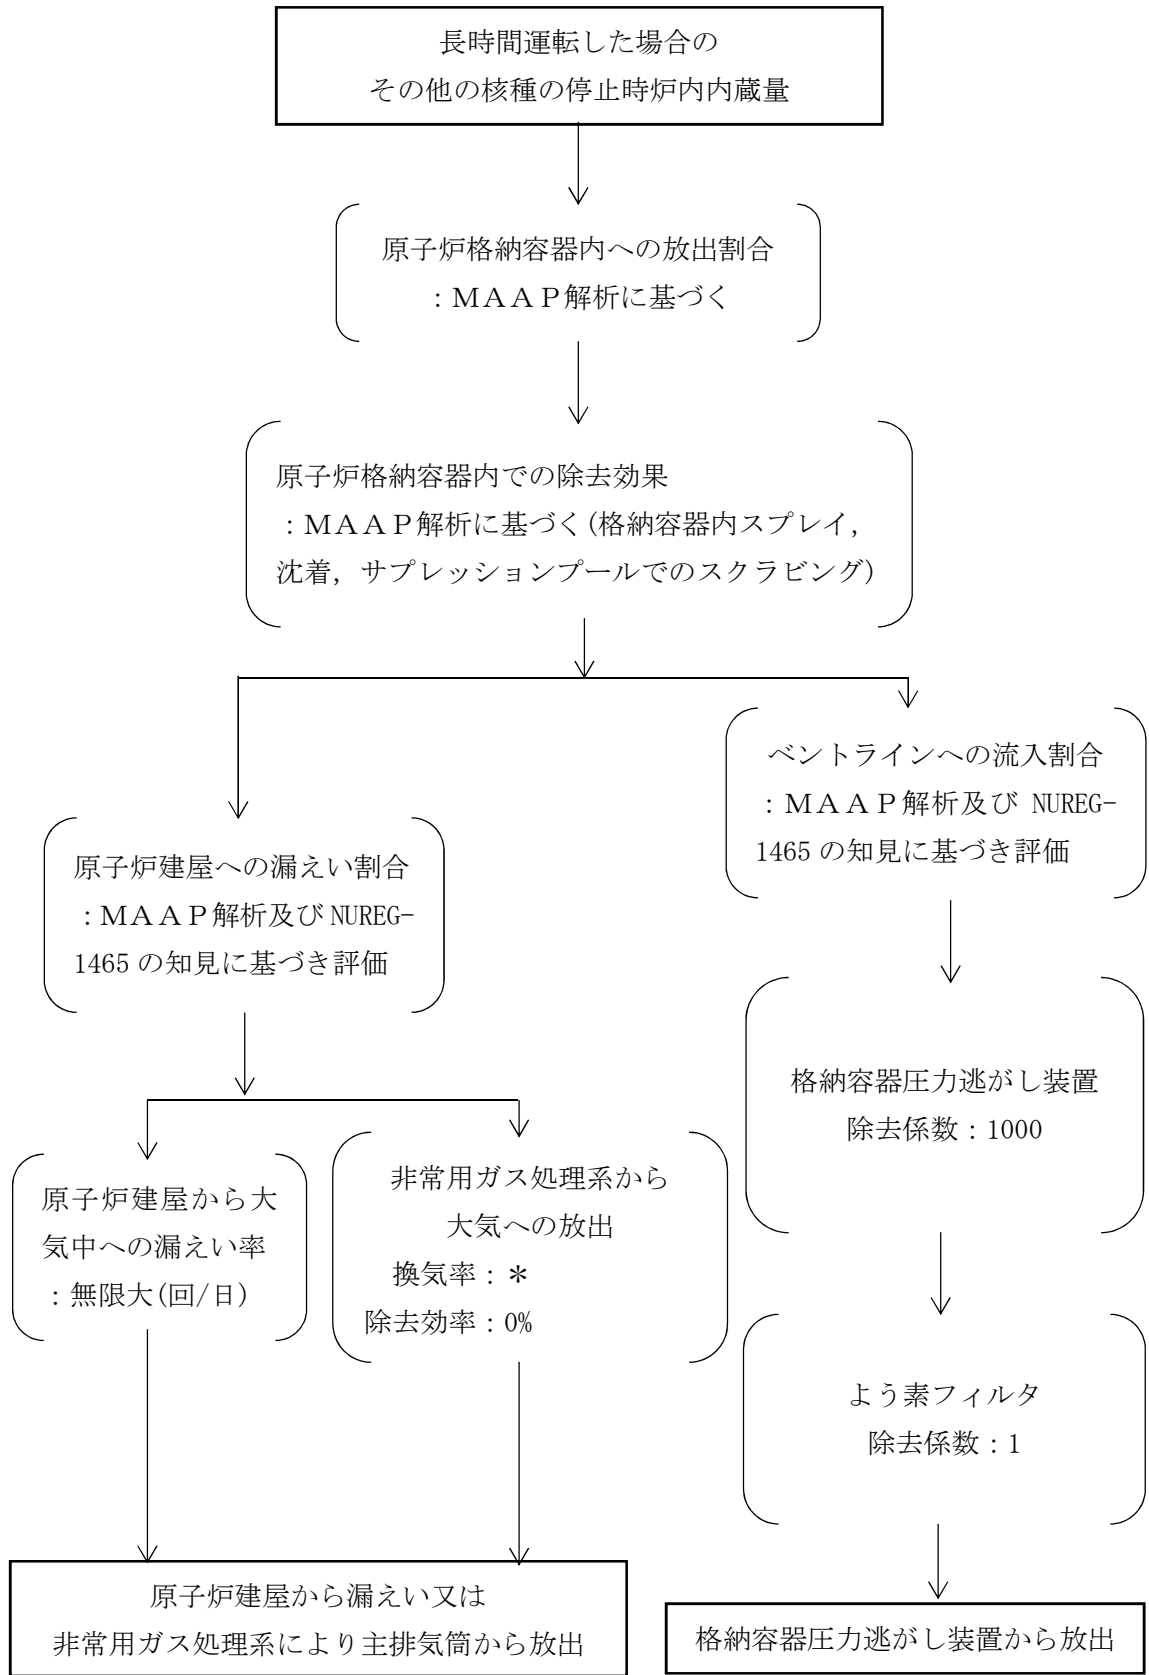 長時間運転した場合の
その他の核種の停止時炉内内蔵量
原子炉格納容器内への放出割合
：ＭＡＡＰ解析に基づく
原子炉格納容器内での除去効果
：ＭＡＡＰ解析に基づく(格納容器内スプレイ，
沈着，サプレッションプールでのスクラビング)
ベントラインへの流入割合
：ＭＡＡＰ解析及び NUREG-
1465 の知見に基づき評価
原子炉建屋への漏えい割合
：ＭＡＡＰ解析及び NUREG-
1465 の知見に基づき評価
格納容器圧力逃がし装置
除去係数：1000
原子炉建屋から大
気中への漏えい率
：無限大(回/日)
非常用ガス処理系から
大気への放出
換気率：＊
除去効率：0%
よう素フィルタ
除去係数：1
原子炉建屋から漏えい又は
非常用ガス処理系により主排気筒から放出
格納容器圧力逃がし装置から放出